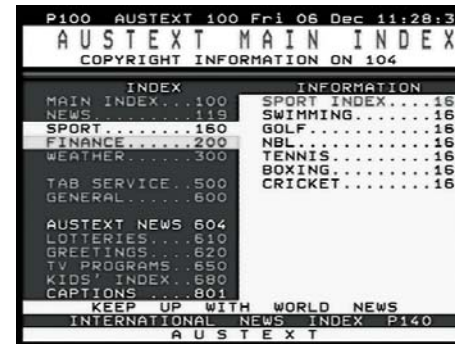 P100 AUSTEXT 100 Fri 06 Dec 11:28:3
AUSTEXT MAIN INDEX
COPYRIGHT INFORMATION ON 104
INDEX
MAIN INDEX...100
NEWS.........119
SPORT........160
FINANCE......200
WEATHER......300
TAB SERVICE..500
GENERAL......600
AUSTEXT NEWS 604
LOTTERIES....610
GREETINGS....620
TV PROGRAMS..650
KIDS' INDEX..680
CAPTIONS ....801
INFORMATION
SPORT INDEX....16
SWIMMING.......16
GOLF...........16
NBL............16
TENNIS.........16
BOXING.........16
CRICKET........16
KEEP UP WITH WORLD NEWS
INTERNATIONAL NEWS INDEX P140
AUSTEXT